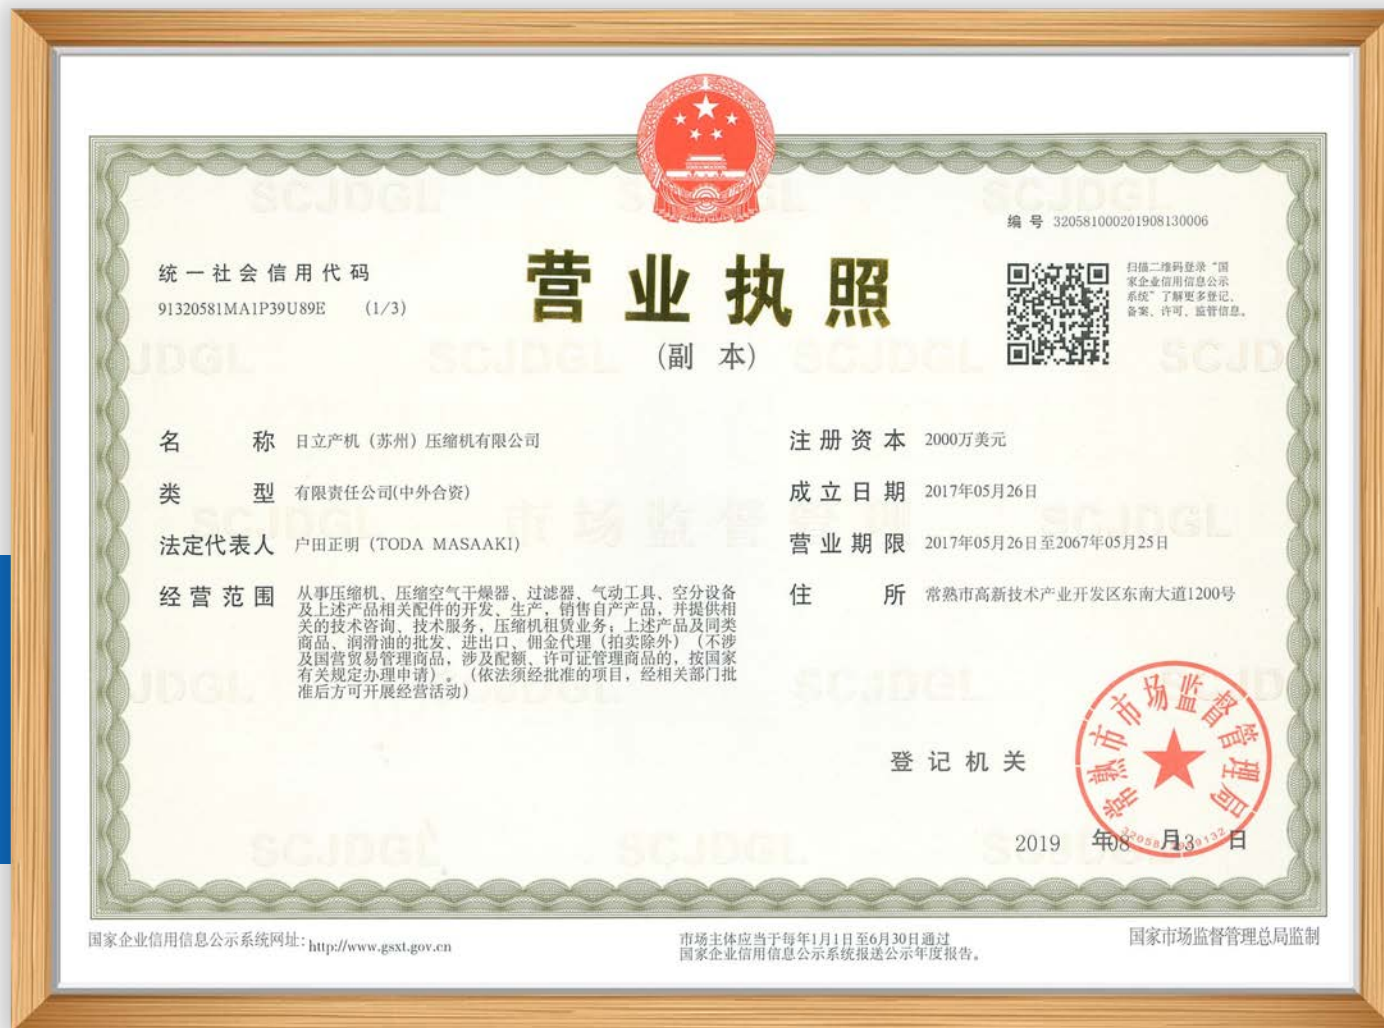 编 号 320581000201908130006
统一社会信用代码
91320581MA1P39U89E (1/3)
营业执照
(副 本)
扫描二维码登录“国
家企业信用信息公示
系统”了解更多登记、
备案、许可、监管信息。
名 称 日立产机（苏州）压缩机有限公司
类 型 有限责任公司(中外合资)
法定代表人 户田正明（TODA MASAAKI）
经营范围 从事压缩机、压缩空气干燥器、过滤器、气动工具、空分设备
及上述产品相关配件的开发、生产，销售自产产品，并提供相
关的技术咨询、技术服务，压缩机租赁业务；上述产品及同类
商品、润滑油的批发、进出口、佣金代理（拍卖除外）（不涉
及国营贸易管理商品，涉及配额、许可证管理商品的，按国家
有关规定办理申请）。（依法须经批准的项目，经相关部门批
准后方可开展经营活动）
注册资本 2000万美元
成立日期 2017年05月26日
营业期限 2017年05月26日至2067年05月25日
住 所 常熟市高新技术产业开发区东南大道1200号
登记机关
常熟市市场监督管理局
2019 年08 月13 日
国家企业信用信息公示系统网址：http://www.gsxt.gov.cn
市场主体应当于每年1月1日至6月30日通过
国家企业信用信息公示系统报送公示年度报告。
国家市场监督管理总局监制
SCJDGL
市场监督管理